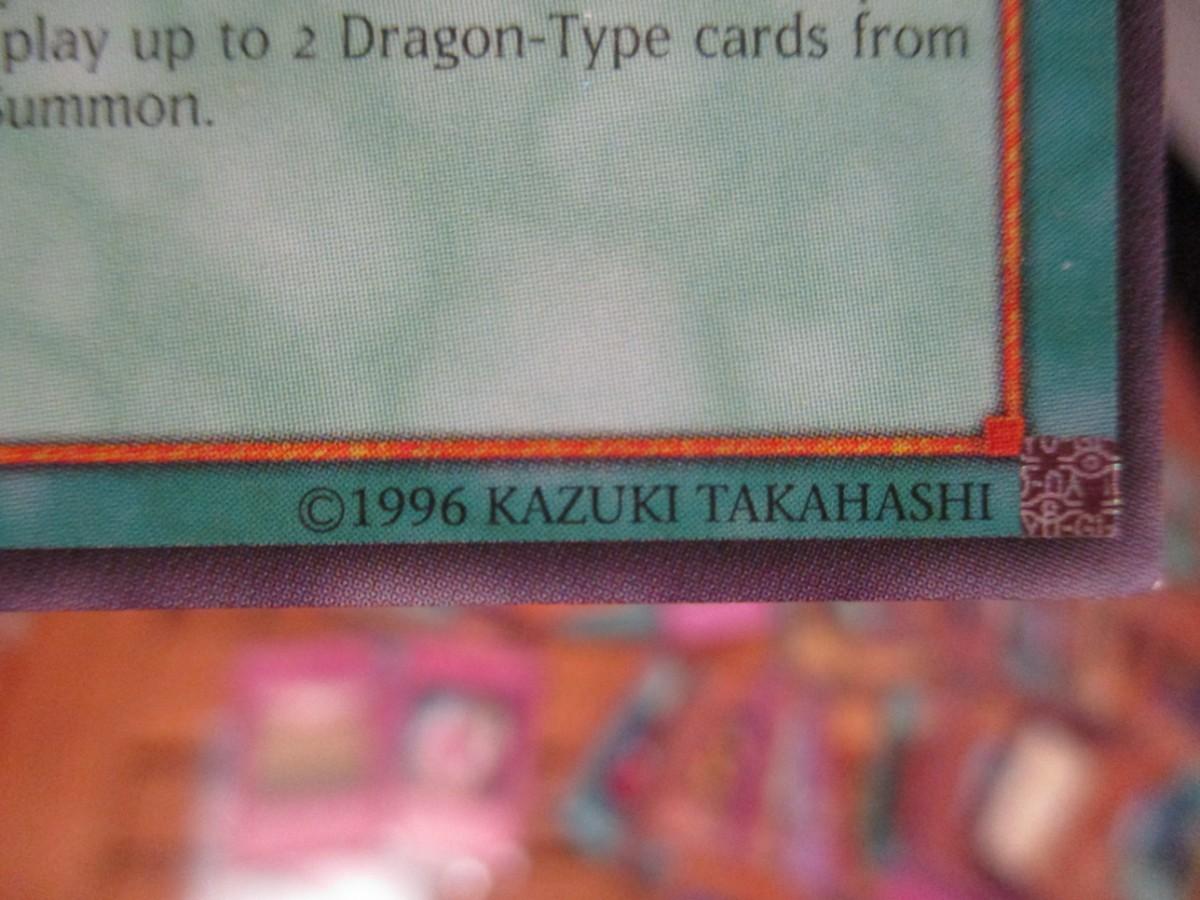 play up to 2 Dragon-Type cards from
Summon.
©1996 KAZUKI TAKAHASHI